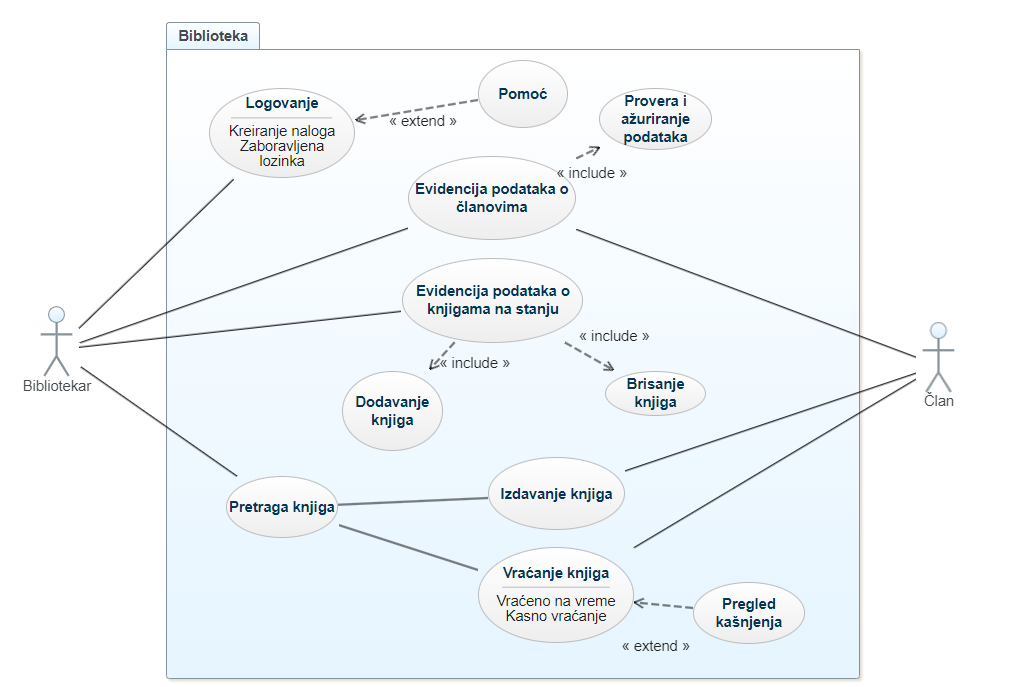 Biblioteka
Logovanje
Kreiranje naloga
Zaboravljena
lozinka
Pomoć
« extend »
Provera i
ažuriranje
podataka
« include »
Evidencija podataka o
članovima
Evidencija podataka o
knjigama na stanju
« include »
« include »
Dodavanje
knjiga
Brisanje
knjiga
Bibliotekar
Član
Pretraga knjiga
Izdavanje knjiga
Vraćanje knjiga
Vraćeno na vreme
Kasno vraćanje
Pregled
kašnjenja
« extend »